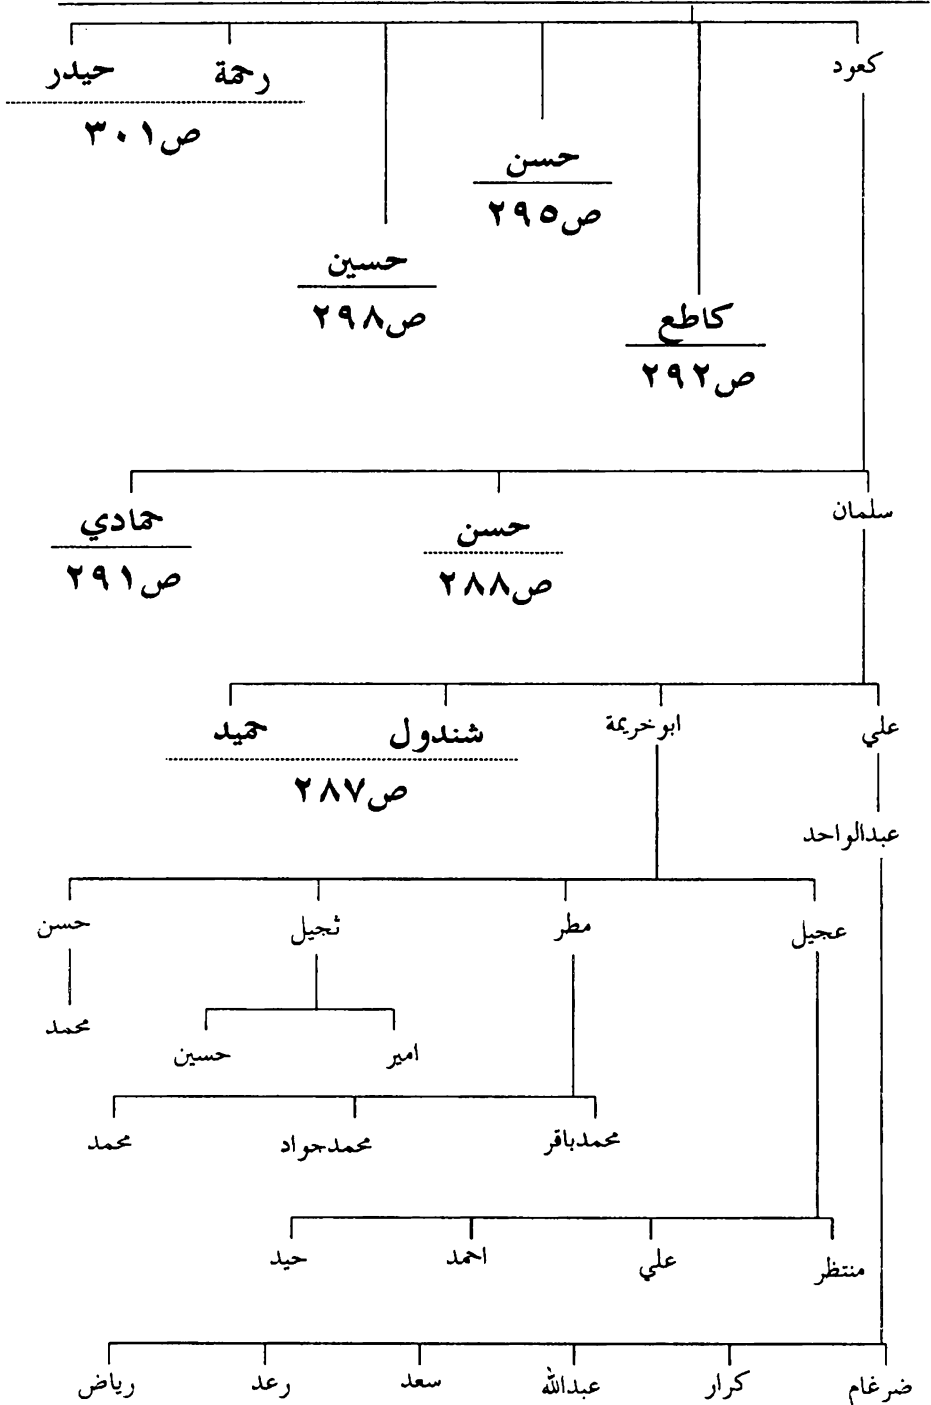 كعود
رحمة حيدر
ص٣٠١
حسن
ص٢٩٥
حسين
ص٢٩٨
كاطع
ص٢٩٢
سلمان
حسن
ص٢٨٨
حمادي
ص٢٩١
علي
ابوخريمة
شندول حميد
ص٢٨٧
عبدالواحد
عجيل مطر ثجيل حسن
محمد
امير حسين
محمدباقر محمدجواد محمد
منتظر علي احمد حيد
ضرغام كرار عبدالله سعد رعد رياض